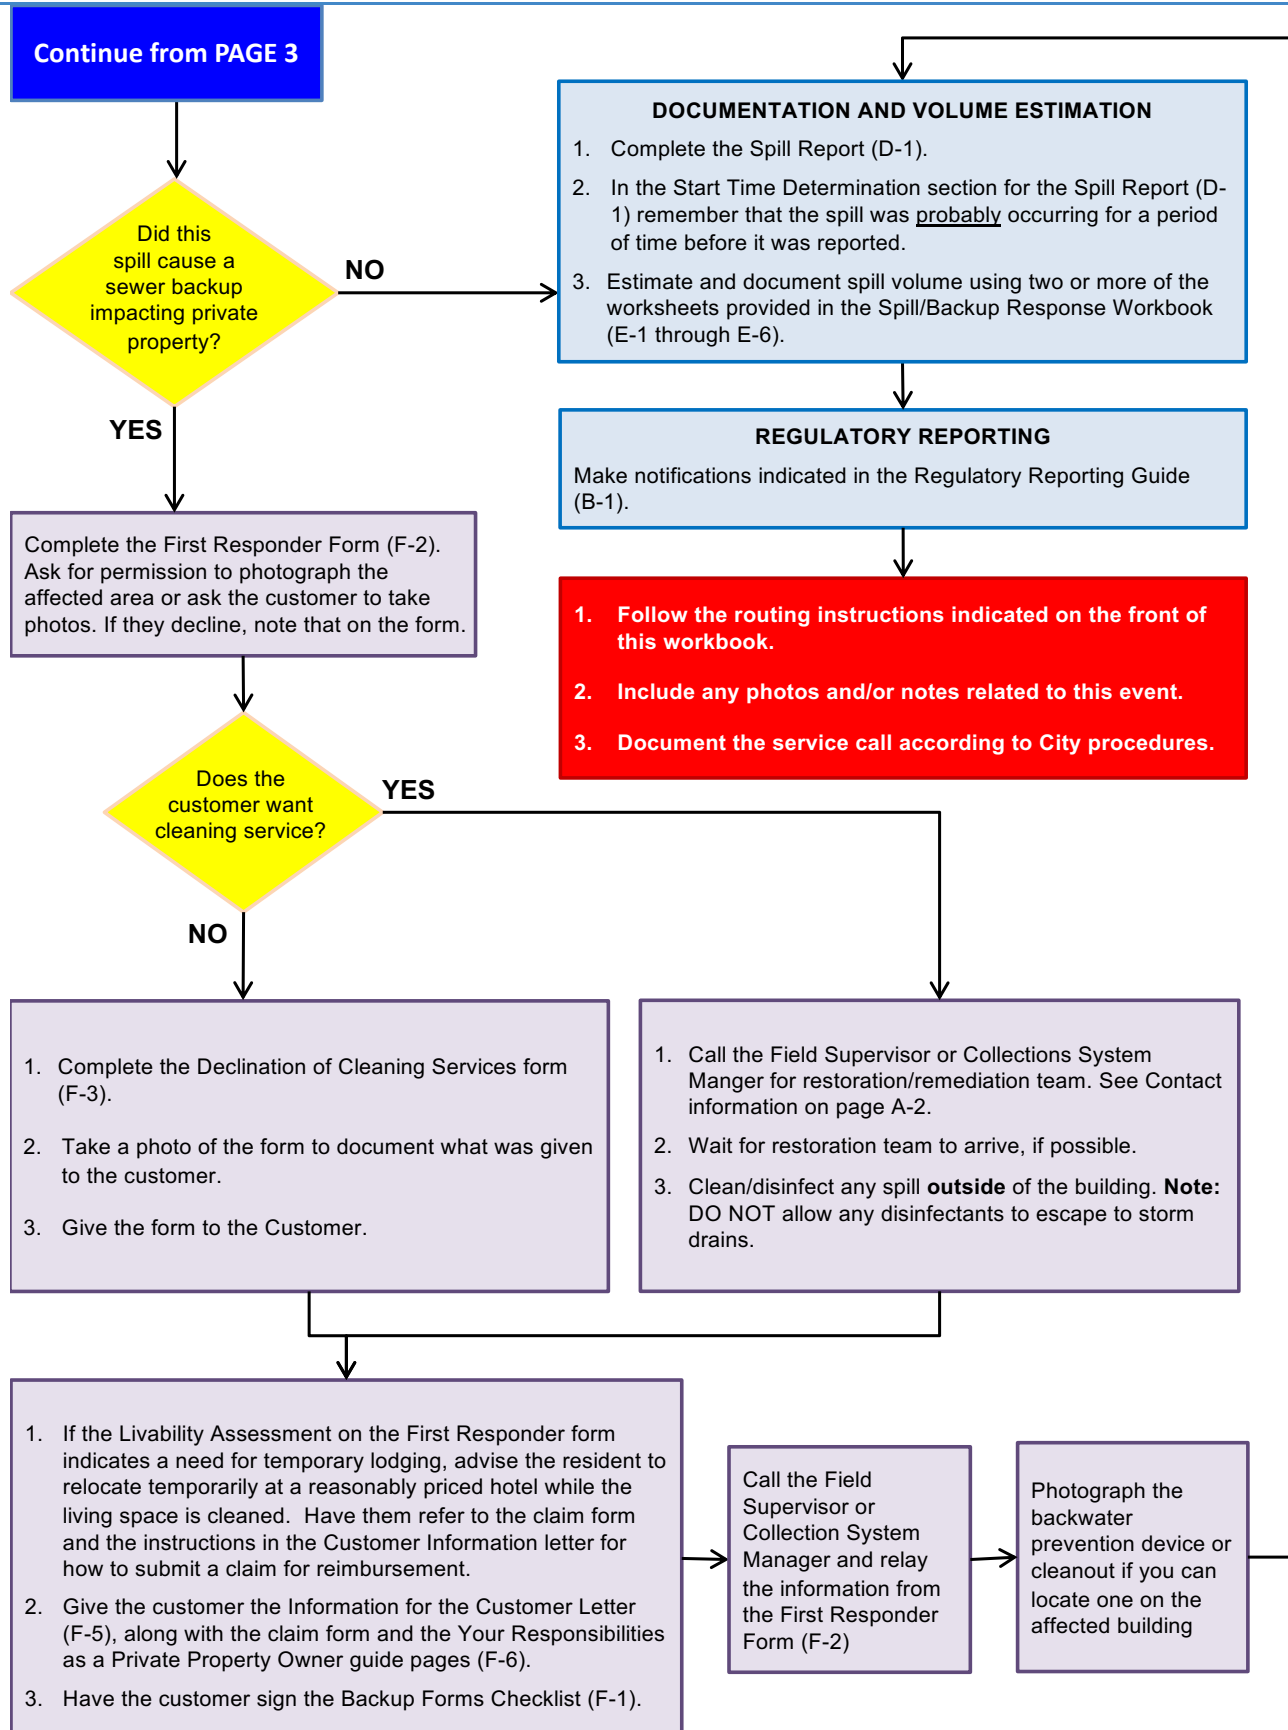 Continue from PAGE 3
Did this
spill cause a
sewer backup
impacting private
property?
NO
YES
DOCUMENTATION AND VOLUME ESTIMATION
1. Complete the Spill Report (D-1).
2. In the Start Time Determination section for the Spill Report (D-
1) remember that the spill was probably occurring for a period
of time before it was reported.
3. Estimate and document spill volume using two or more of the
worksheets provided in the Spill/Backup Response Workbook
(E-1 through E-6).
REGULATORY REPORTING
Make notifications indicated in the Regulatory Reporting Guide
(B-1).
1. Follow the routing instructions indicated on the front of
this workbook.
2. Include any photos and/or notes related to this event.
3. Document the service call according to City procedures.
Complete the First Responder Form (F-2).
Ask for permission to photograph the
affected area or ask the customer to take
photos. If they decline, note that on the form.
Does the
customer want
cleaning service?
YES
NO
1. Complete the Declination of Cleaning Services form
(F-3).
2. Take a photo of the form to document what was given
to the customer.
3. Give the form to the Customer.
1. Call the Field Supervisor or Collections System
Manger for restoration/remediation team. See Contact
information on page A-2.
2. Wait for restoration team to arrive, if possible.
3. Clean/disinfect any spill outside of the building. Note:
DO NOT allow any disinfectants to escape to storm
drains.
1. If the Livability Assessment on the First Responder form
indicates a need for temporary lodging, advise the resident to
relocate temporarily at a reasonably priced hotel while the
living space is cleaned. Have them refer to the claim form
and the instructions in the Customer Information letter for
how to submit a claim for reimbursement.
2. Give the customer the Information for the Customer Letter
(F-5), along with the claim form and the Your Responsibilities
as a Private Property Owner guide pages (F-6).
3. Have the customer sign the Backup Forms Checklist (F-1).
Call the Field
Supervisor or
Collection System
Manager and relay
the information from
the First Responder
Form (F-2)
Photograph the
backwater
prevention device or
cleanout if you can
locate one on the
affected building